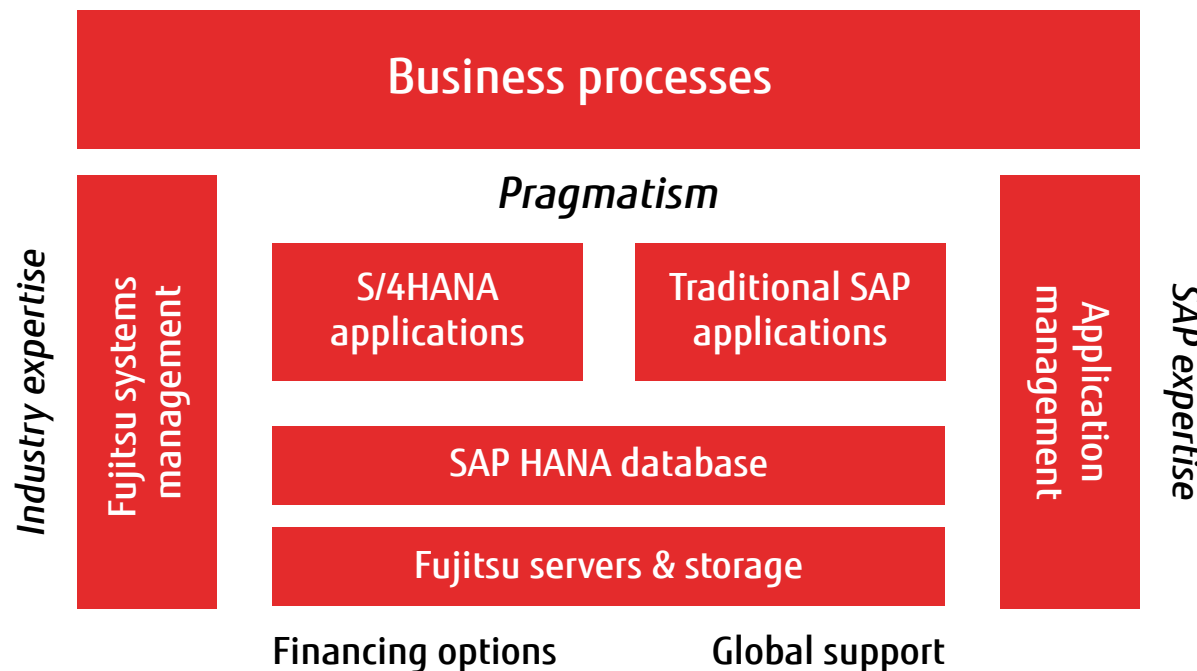 Business processes
Pragmatism
Industry expertise
Fujitsu systems
management
S/4HANA
applications
Traditional SAP
applications
SAP HANA database
Fujitsu servers & storage
Application
management
SAP expertise
Financing options
Global support